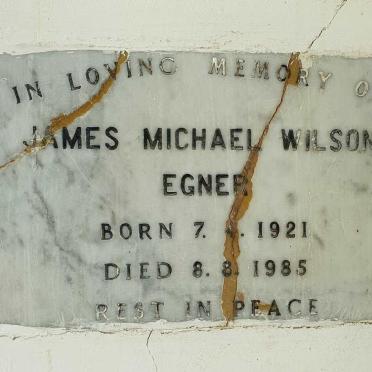 IN LOVING MEMORY O
JAMES MICHAEL WILSON
EGNER
BORN 7. 1921
DIED 8.8.1985
REST IN PEACE